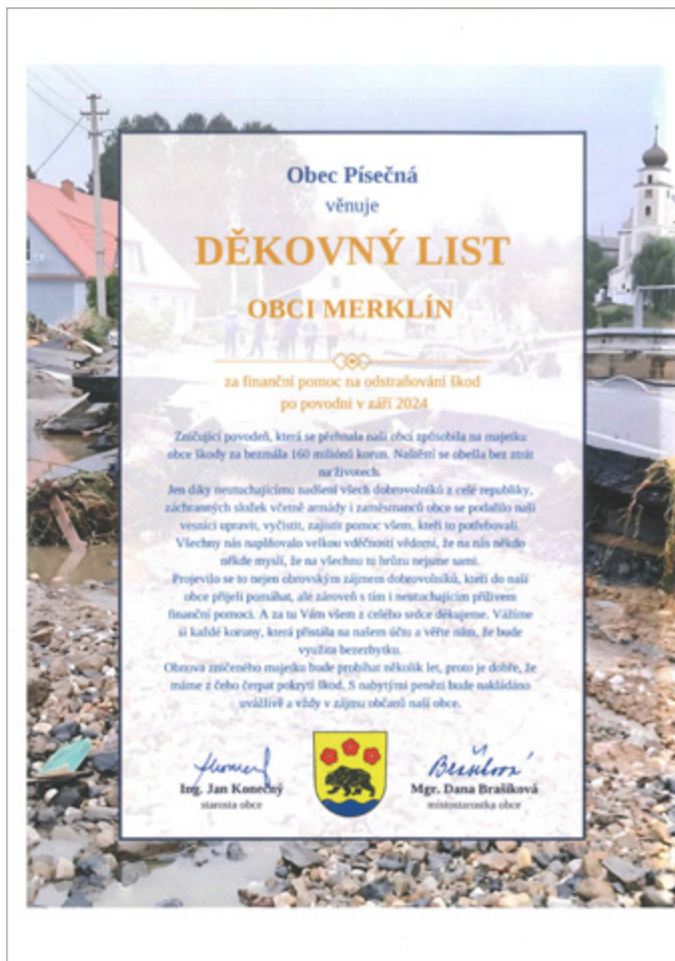 Obec Písečná
věnuje
DĚKOVNÝ LIST
OBCI MERKLÍN
za finanční pomoc na odstraňování škod
po povodni v září 2024
Zničující povodeň, která se přehnala naší obcí způsobila na majetku
obce škody za bezmála 160 miliónů korun. Naštěstí se obešla bez ztrát
na životech.
Jen díky neutuchajícímu nadšení všech dobrovolníků z celé republiky,
záchranných složek včetně armády i zaměstnanců obce se podařilo naši
vesnici upravit, vyčistit, zajistit pomoc všem, kteří to potřebovali.
Všechny nás naplňovalo velkou vděčností vědomí, že na nás někdo
někde myslí, že na všechnu tu hrůzu nejsme sami.
Projevilo se to nejen obrovským zájmem dobrovolníků, kteří do naší
obce přijeli pomáhat, ale zároveň s tím i neutuchajícím přílivem
finanční pomoci. A za tu Vám všem z celého srdce děkujeme. Vážíme
si každé koruny, která přistála na našem účtu a věřte nám, že bude
využita bezezbytku.
Obnova zničeného majetku bude probíhat několik let, proto je dobře, že
máme z čeho čerpat pokrytí škod. S nabytými penězi bude nakládáno
uvážlivě a vždy v zájmu občanů naší obce.
Ing. Jan Konečný
starosta obce
Mgr. Dana Brašíková
místostarostka obce